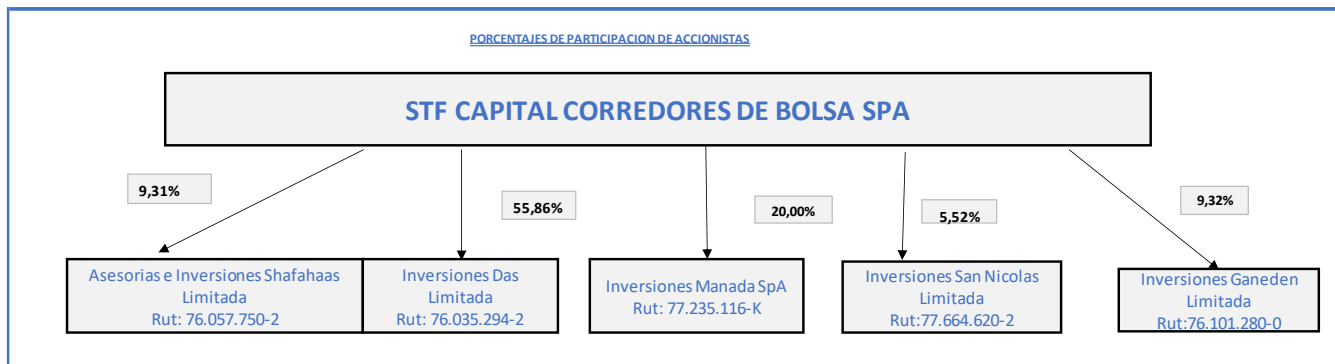 PORCENTAJES DE PARTICIPACION DE ACCIONISTAS
STF CAPITAL CORREDORES DE BOLSA SPA
9,31%
55,86%
20,00%
5,52%
9,32%
Asesorias e Inversiones Shafahaas
Limitada
Rut: 76.057.750-2
Inversiones Das
Limitada
Rut: 76.035.294-2
Inversiones Manada SpA
Rut: 77.235.116-K
Inversiones San Nicolas
Limitada
Rut:77.664.620-2
Inversiones Ganeden
Limitada
Rut:76.101.280-0